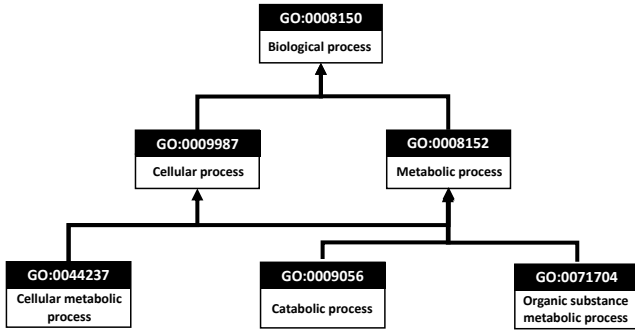 GO:0008150
Biological process
GO:0009987
Cellular process
GO:0008152
Metabolic process
GO:0044237
Cellular metabolic
process
GO:0009056
Catabolic process
GO:0071704
Organic substance
metabolic process